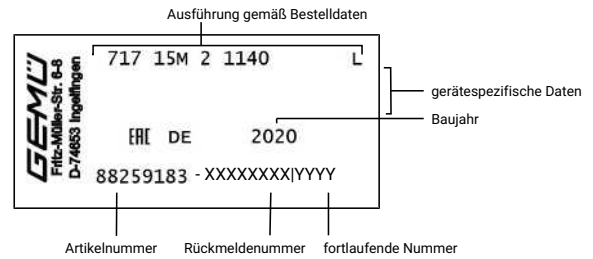 Ausführung gemäß Bestelldaten
GEMÜ
Fritz-Müller-Str. 6-8
D-74653 Ingelfingen
717 15M 2 1140 L
gerätespezifische Daten
EAC DE 2020
Baujahr
88259183 - XXXXXXXX|YYYY
Artikelnummer Rückmeldenummer fortlaufende Nummer